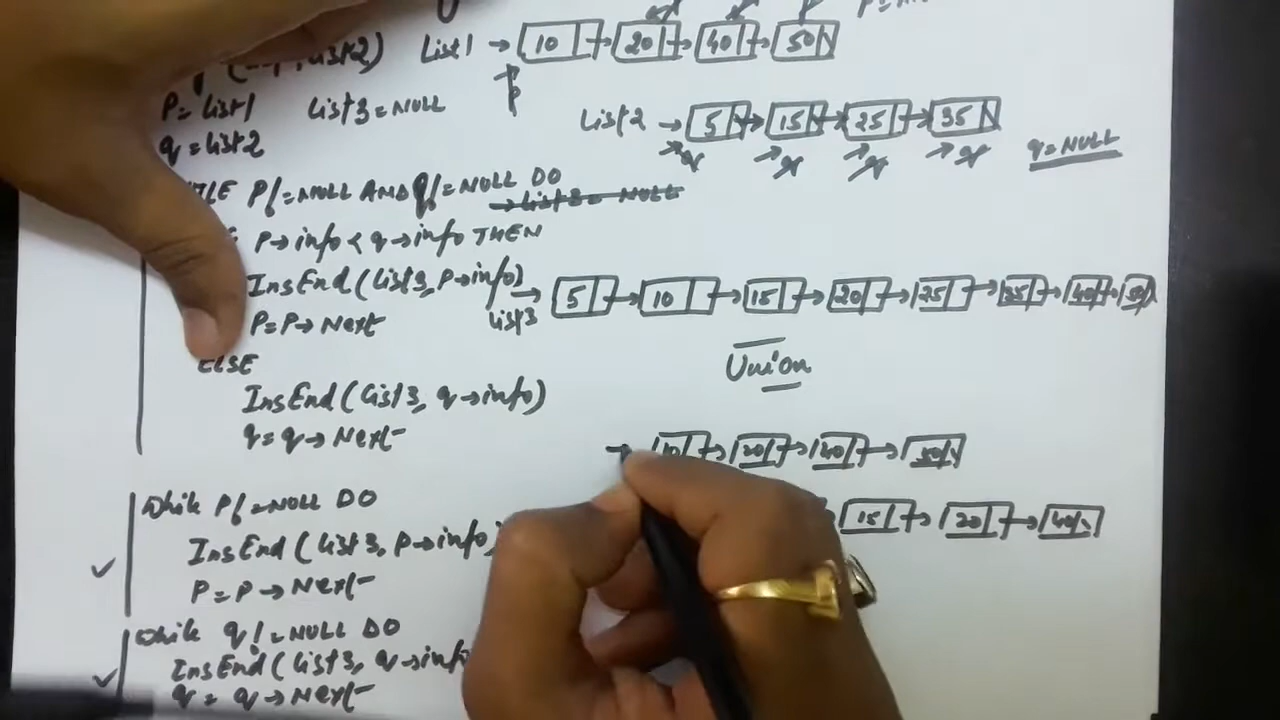 List2) List1 → 10 → 20 → 40 → 50
P= List1 List3 = NULL P
q = List2 List2 → 5 → 15 → 25 → 35
q q q q q = NULL
P!= NULL AND q!= NULL DO
→ List3 = NULL
P→info < q→info THEN
InsEnd(List3, P→info)
List3 → 5 → 10 → 15 → 20 → 25 → 35 → 40 → 50
P=P→Next
ELSE
Union
InsEnd(List3, q→info)
q = q→Next
→ 10 → 20 → 40 →
While P!=NULL DO
15 → 20 → 40
InsEnd(List3, P→info)
P= P → Next
While q!=NULL DO
InsEnd(List3, q→info
q = q→Next